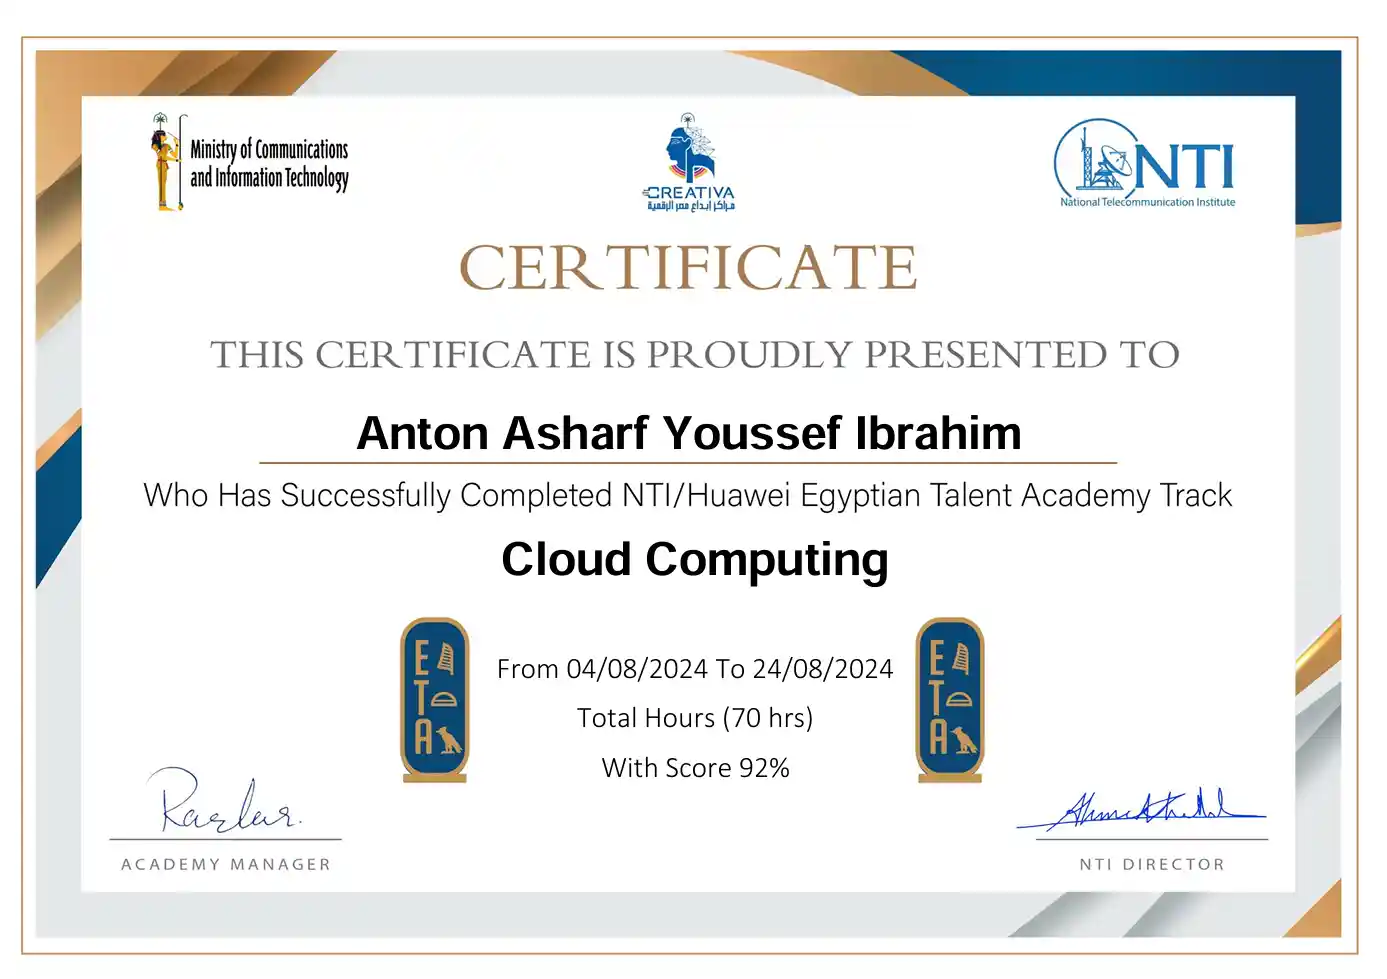 Ministry of Communications
and Information Technology
CREATIVA
مراكز إبداع مصر الرقمية
NTI
National Telecommunication Institute
CERTIFICATE
THIS CERTIFICATE IS PROUDLY PRESENTED TO
Anton Asharf Youssef Ibrahim
Who Has Successfully Completed NTI/Huawei Egyptian Talent Academy Track
Cloud Computing
ETA
From 04/08/2024 To 24/08/2024
Total Hours (70 hrs)
With Score 92%
ETA
ACADEMY MANAGER
NTI DIRECTOR